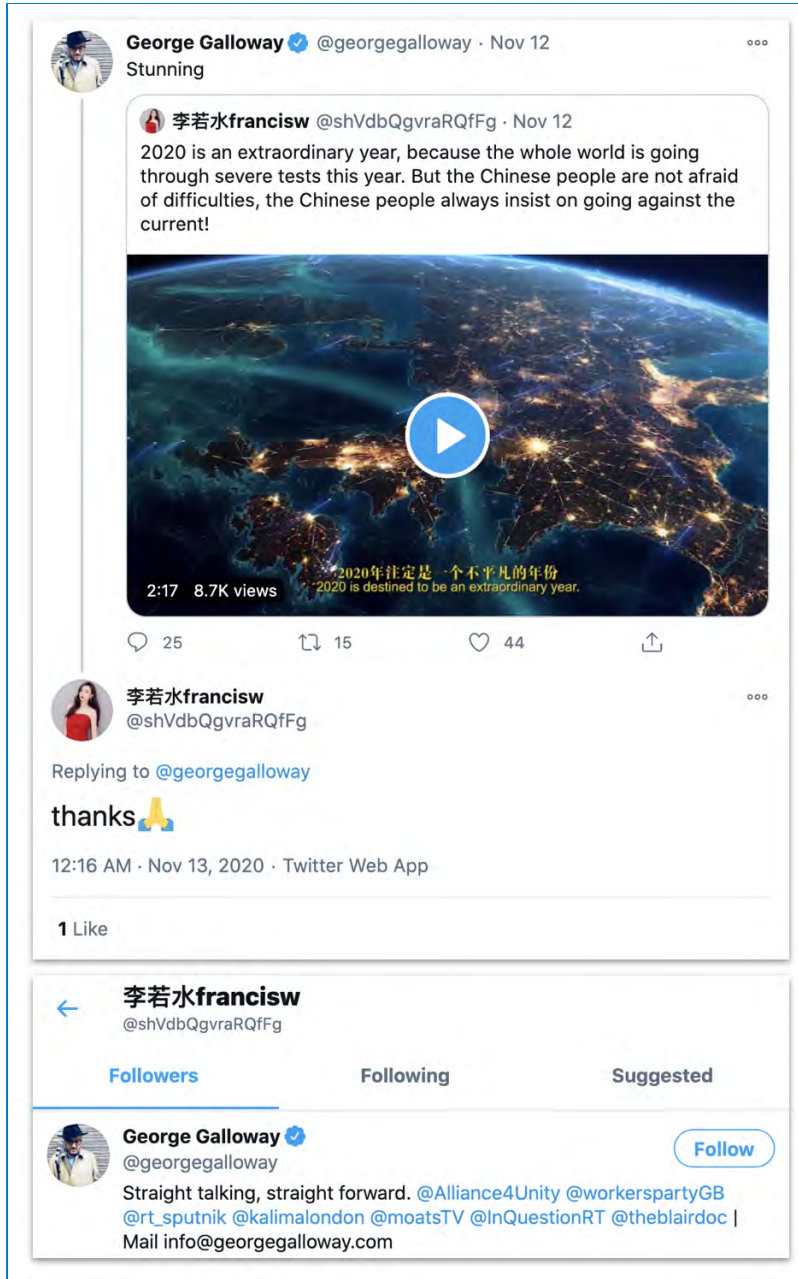 George Galloway @georgegalloway · Nov 12
Stunning
李若水francisw @shVdbQgvraRQfFg · Nov 12
2020 is an extraordinary year, because the whole world is going
through severe tests this year. But the Chinese people are not afraid
of difficulties, the Chinese people always insist on going against the
current!
2020年注定是一个不平凡的年份
2020 is destined to be an extraordinary year.
2:17 8.7K views
25 15 44
李若水francisw
@shVdbQgvraRQfFg
Replying to @georgegalloway
thanks🙏
12:16 AM · Nov 13, 2020 · Twitter Web App
1 Like
李若水francisw
@shVdbQgvraRQfFg
Followers Following Suggested
George Galloway
@georgegalloway
Follow
Straight talking, straight forward. @Alliance4Unity @workerspartyGB
@rt_sputnik @kalimalondon @moatsTV @InQuestionRT @theblairdoc |
Mail info@georgegalloway.com